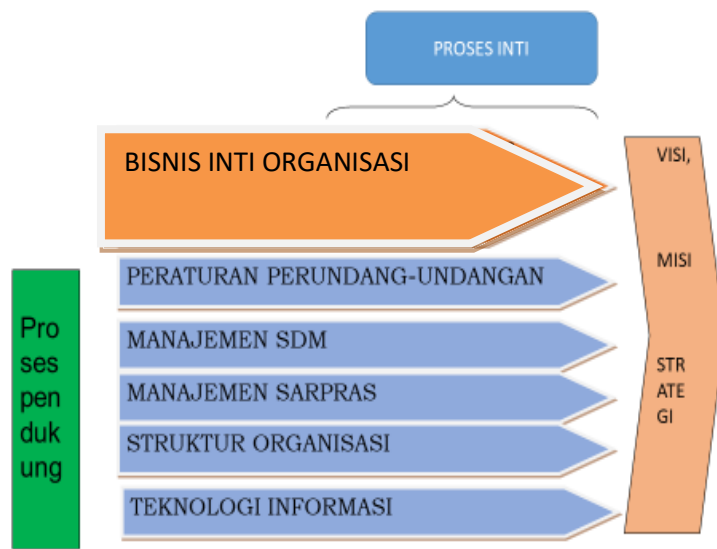 PROSES INTI
BISNIS INTI ORGANISASI
VISI,
MISI
STR
ATE
GI
Pro
ses
pen
duk
ung
PERATURAN PERUNDANG-UNDANGAN
MANAJEMEN SDM
MANAJEMEN SARPRAS
STRUKTUR ORGANISASI
TEKNOLOGI INFORMASI